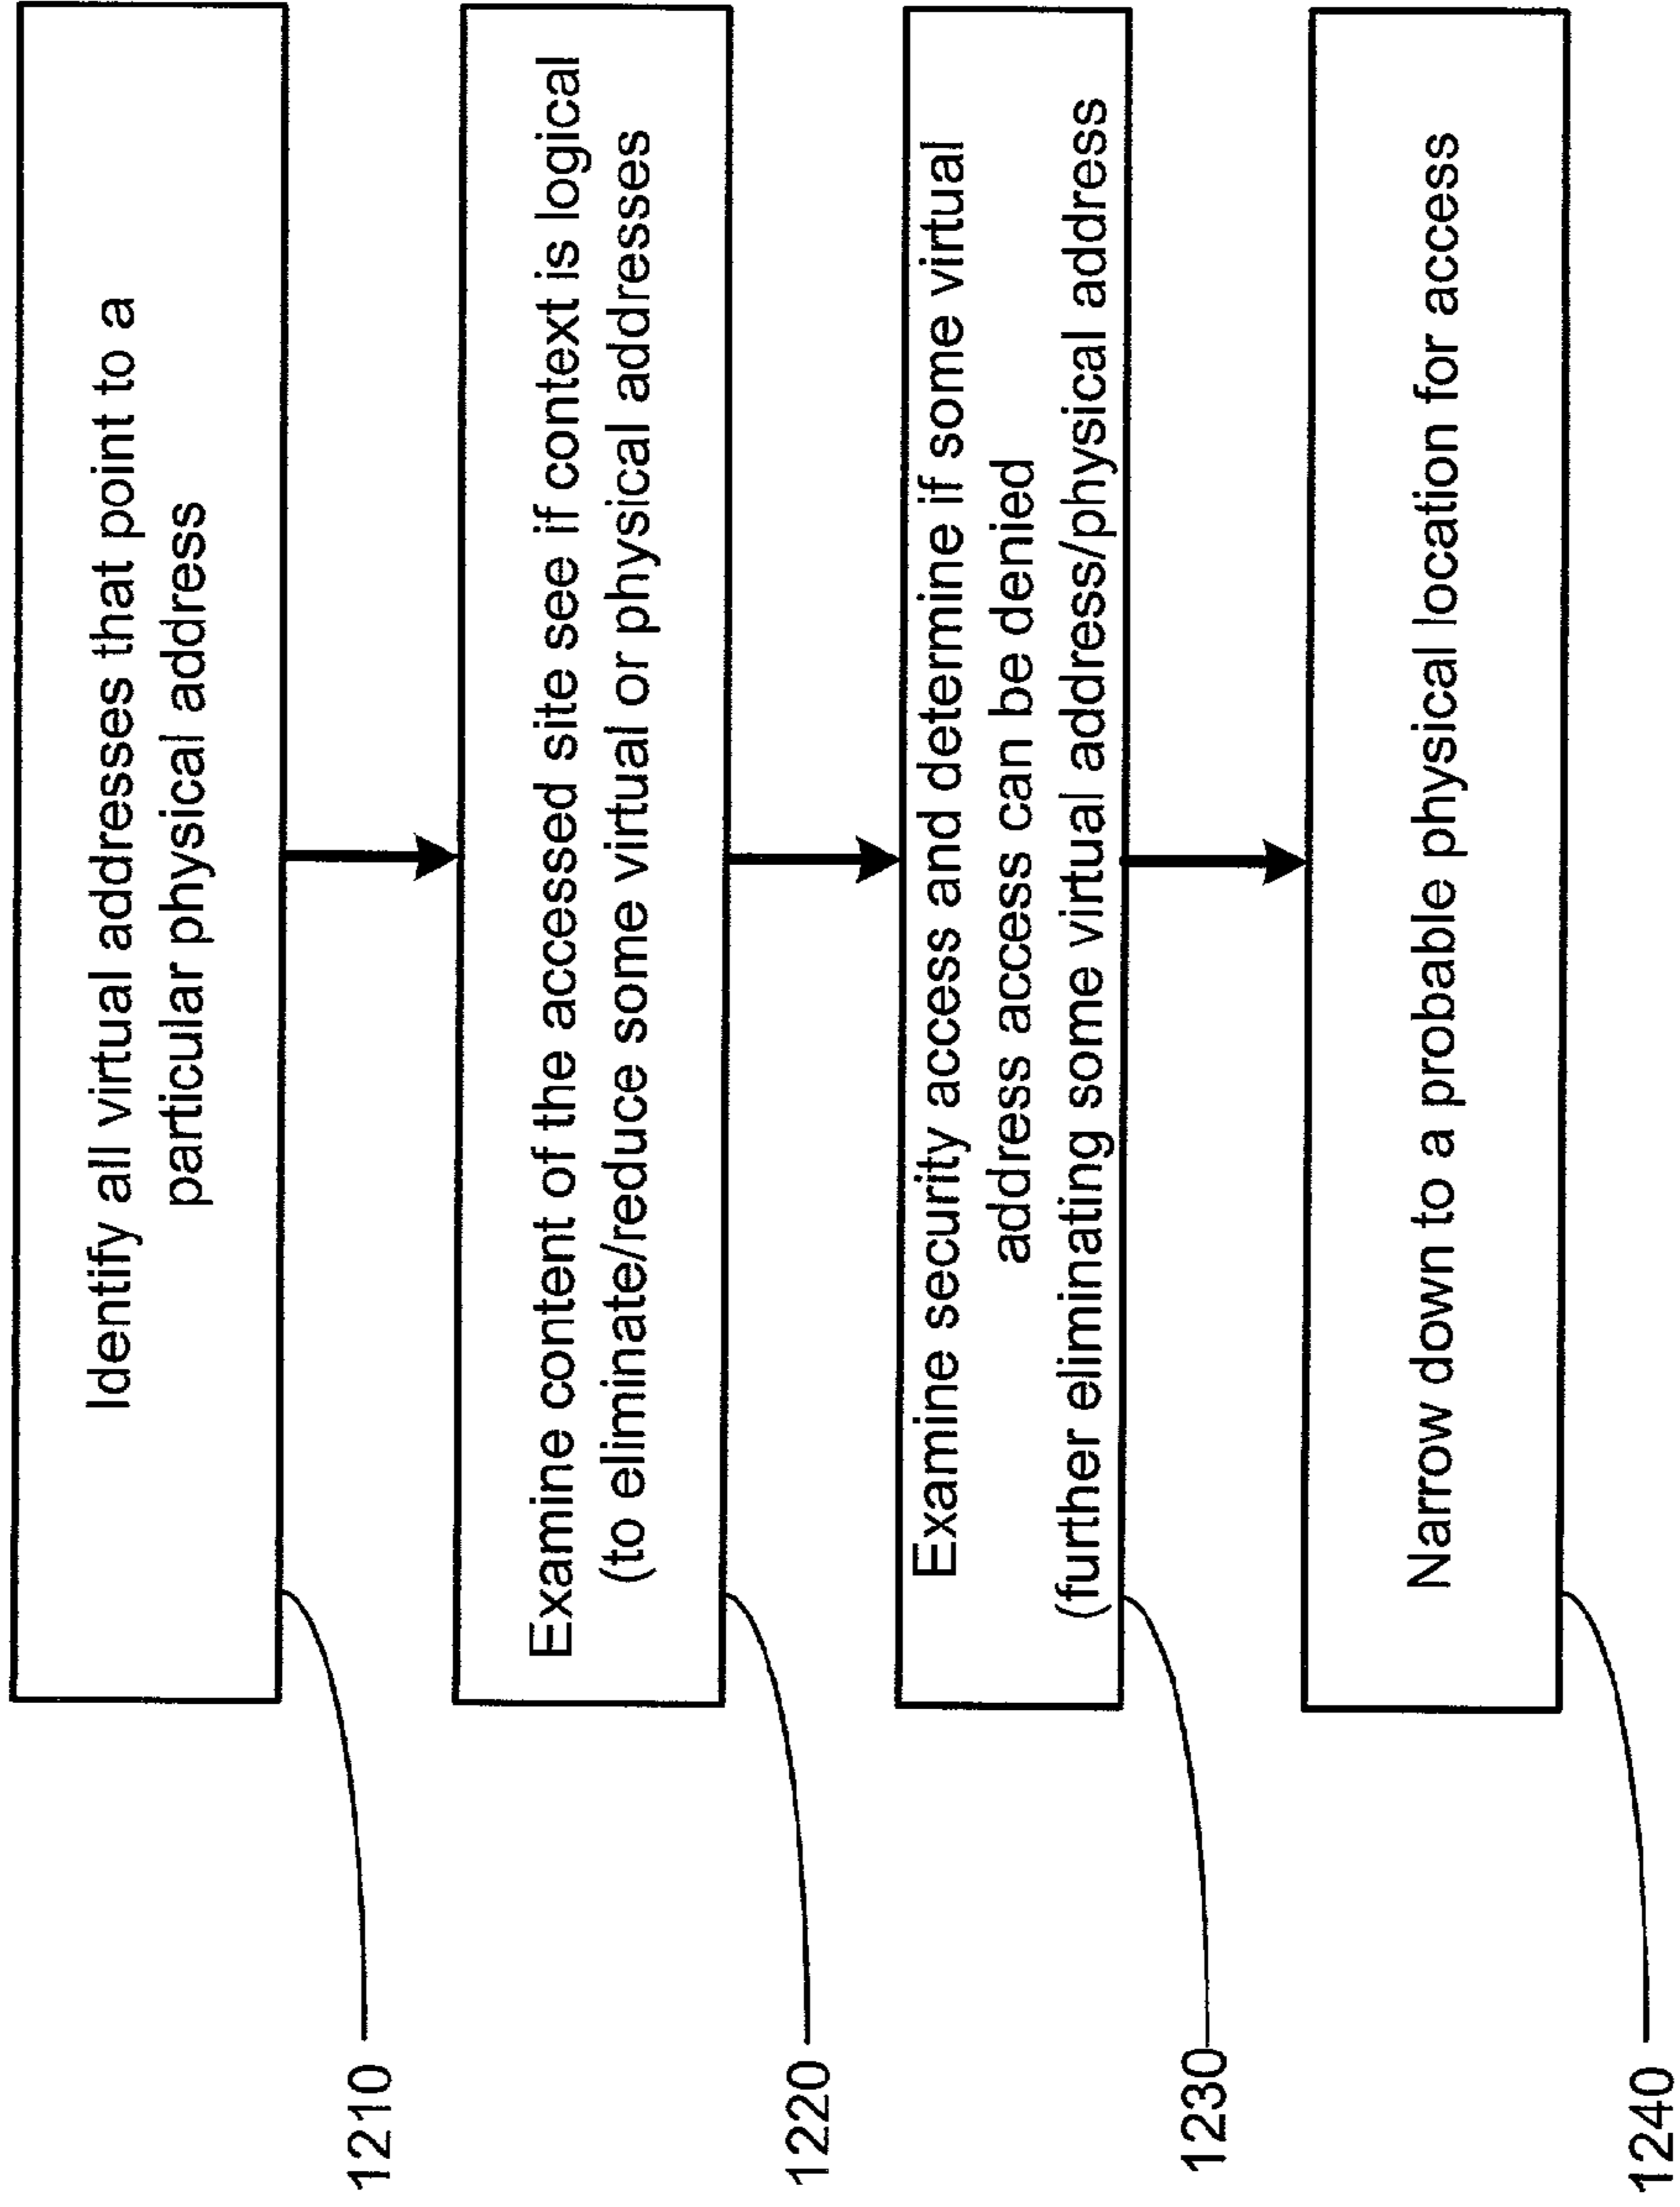 Identify all virtual addresses that point to a
particular physical address
1210
Examine content of the accessed site see if context is logical
(to eliminate/reduce some virtual or physical addresses
1220
Examine security access and determine if some virtual
address access can be denied
(further eliminating some virtual address/physical address
1230
Narrow down to a probable physical location for access
1240